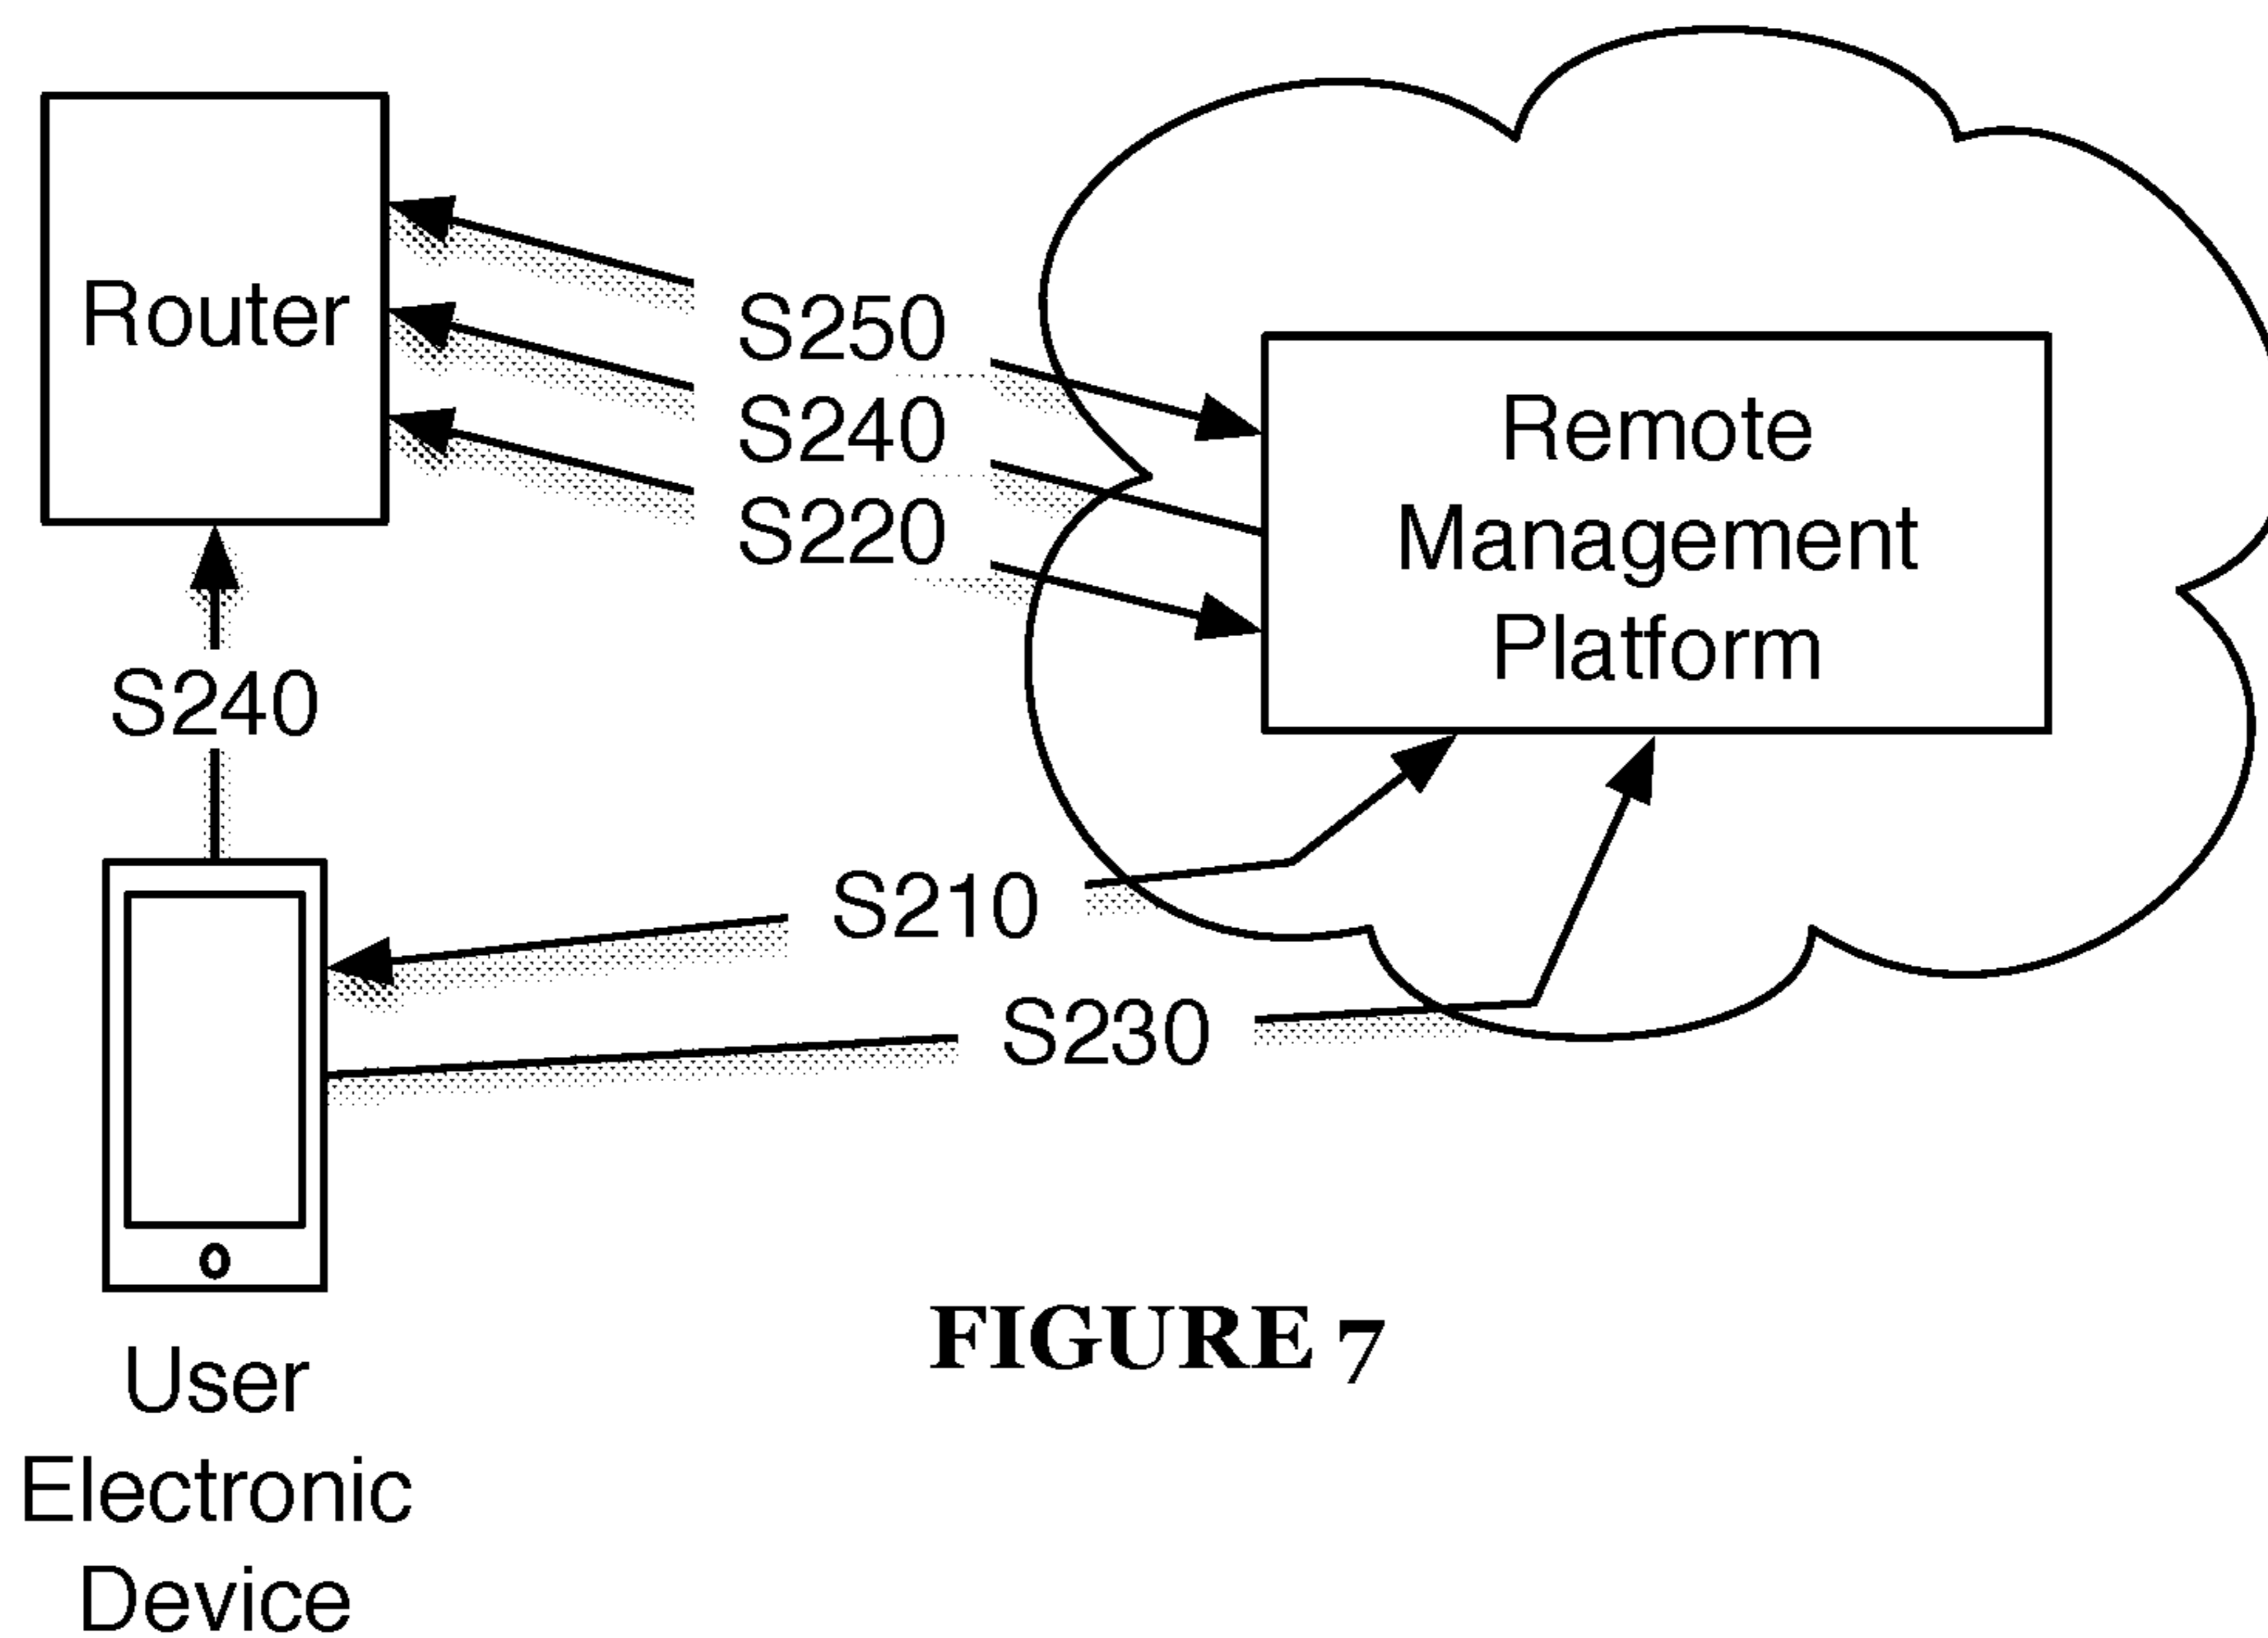 Router
S250
S240
S220
Remote
Management
Platform
S240
S210
S230
FIGURE 7
User
Electronic
Device